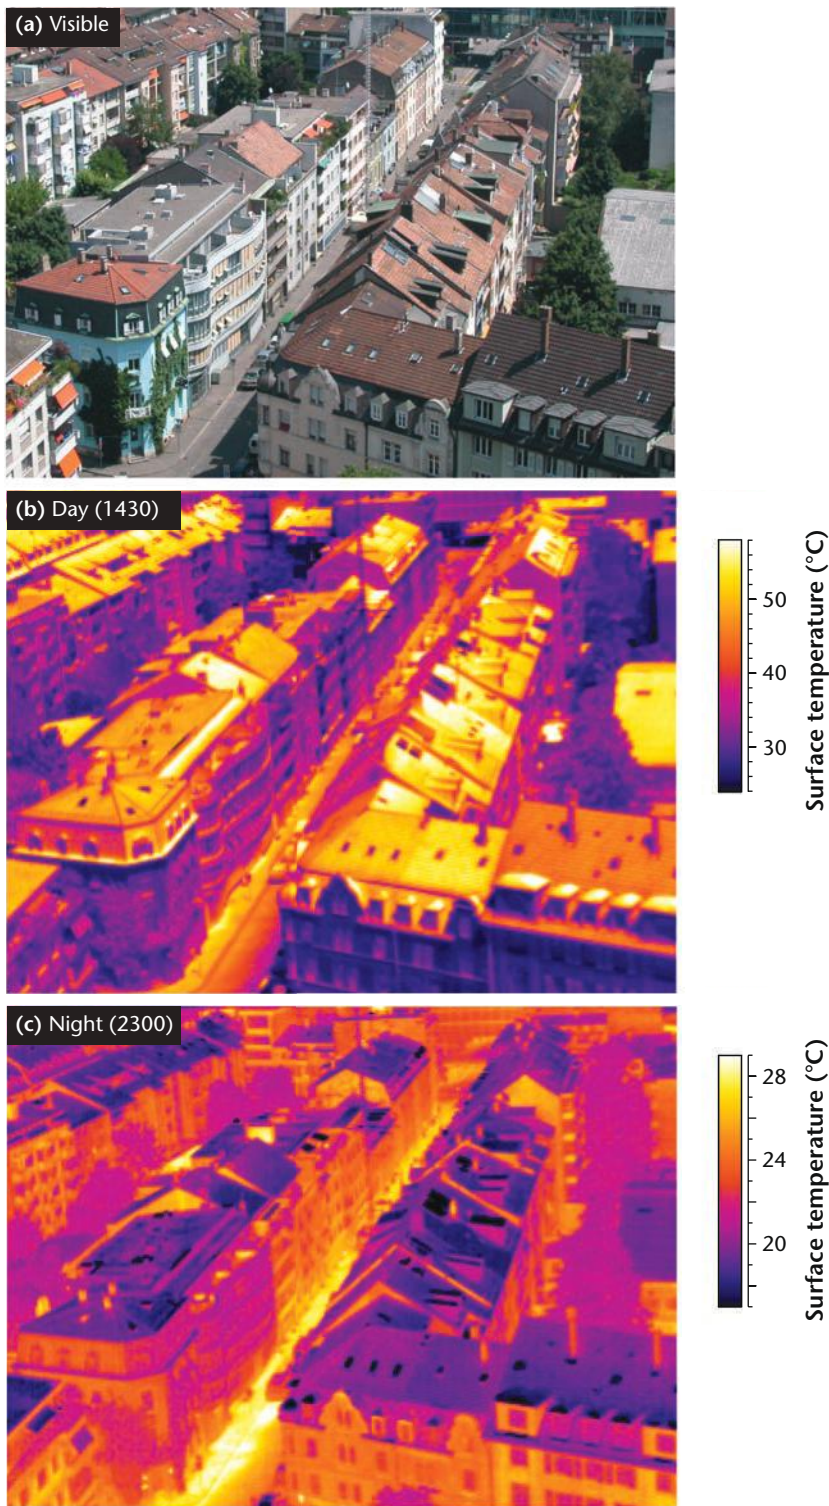 (a) Visible
(b) Day (1430)
50
40
30
Surface temperature (°C)
(c) Night (2300)
28
24
20
Surface temperature (°C)